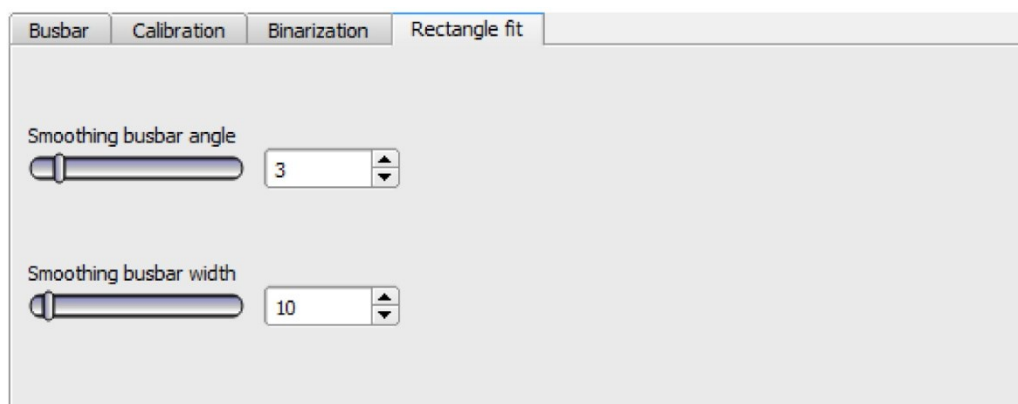 Busbar Calibration Binarization Rectangle fit
Smoothing busbar angle
3
Smoothing busbar width
10